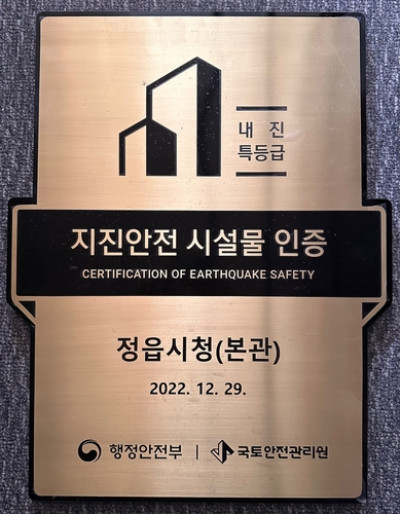 내 진
특등급
지진안전 시설물 인증
CERTIFICATION OF EARTHQUAKE SAFETY
정읍시청(본관)
2022. 12. 29.
행정안전부 | 국토안전관리원